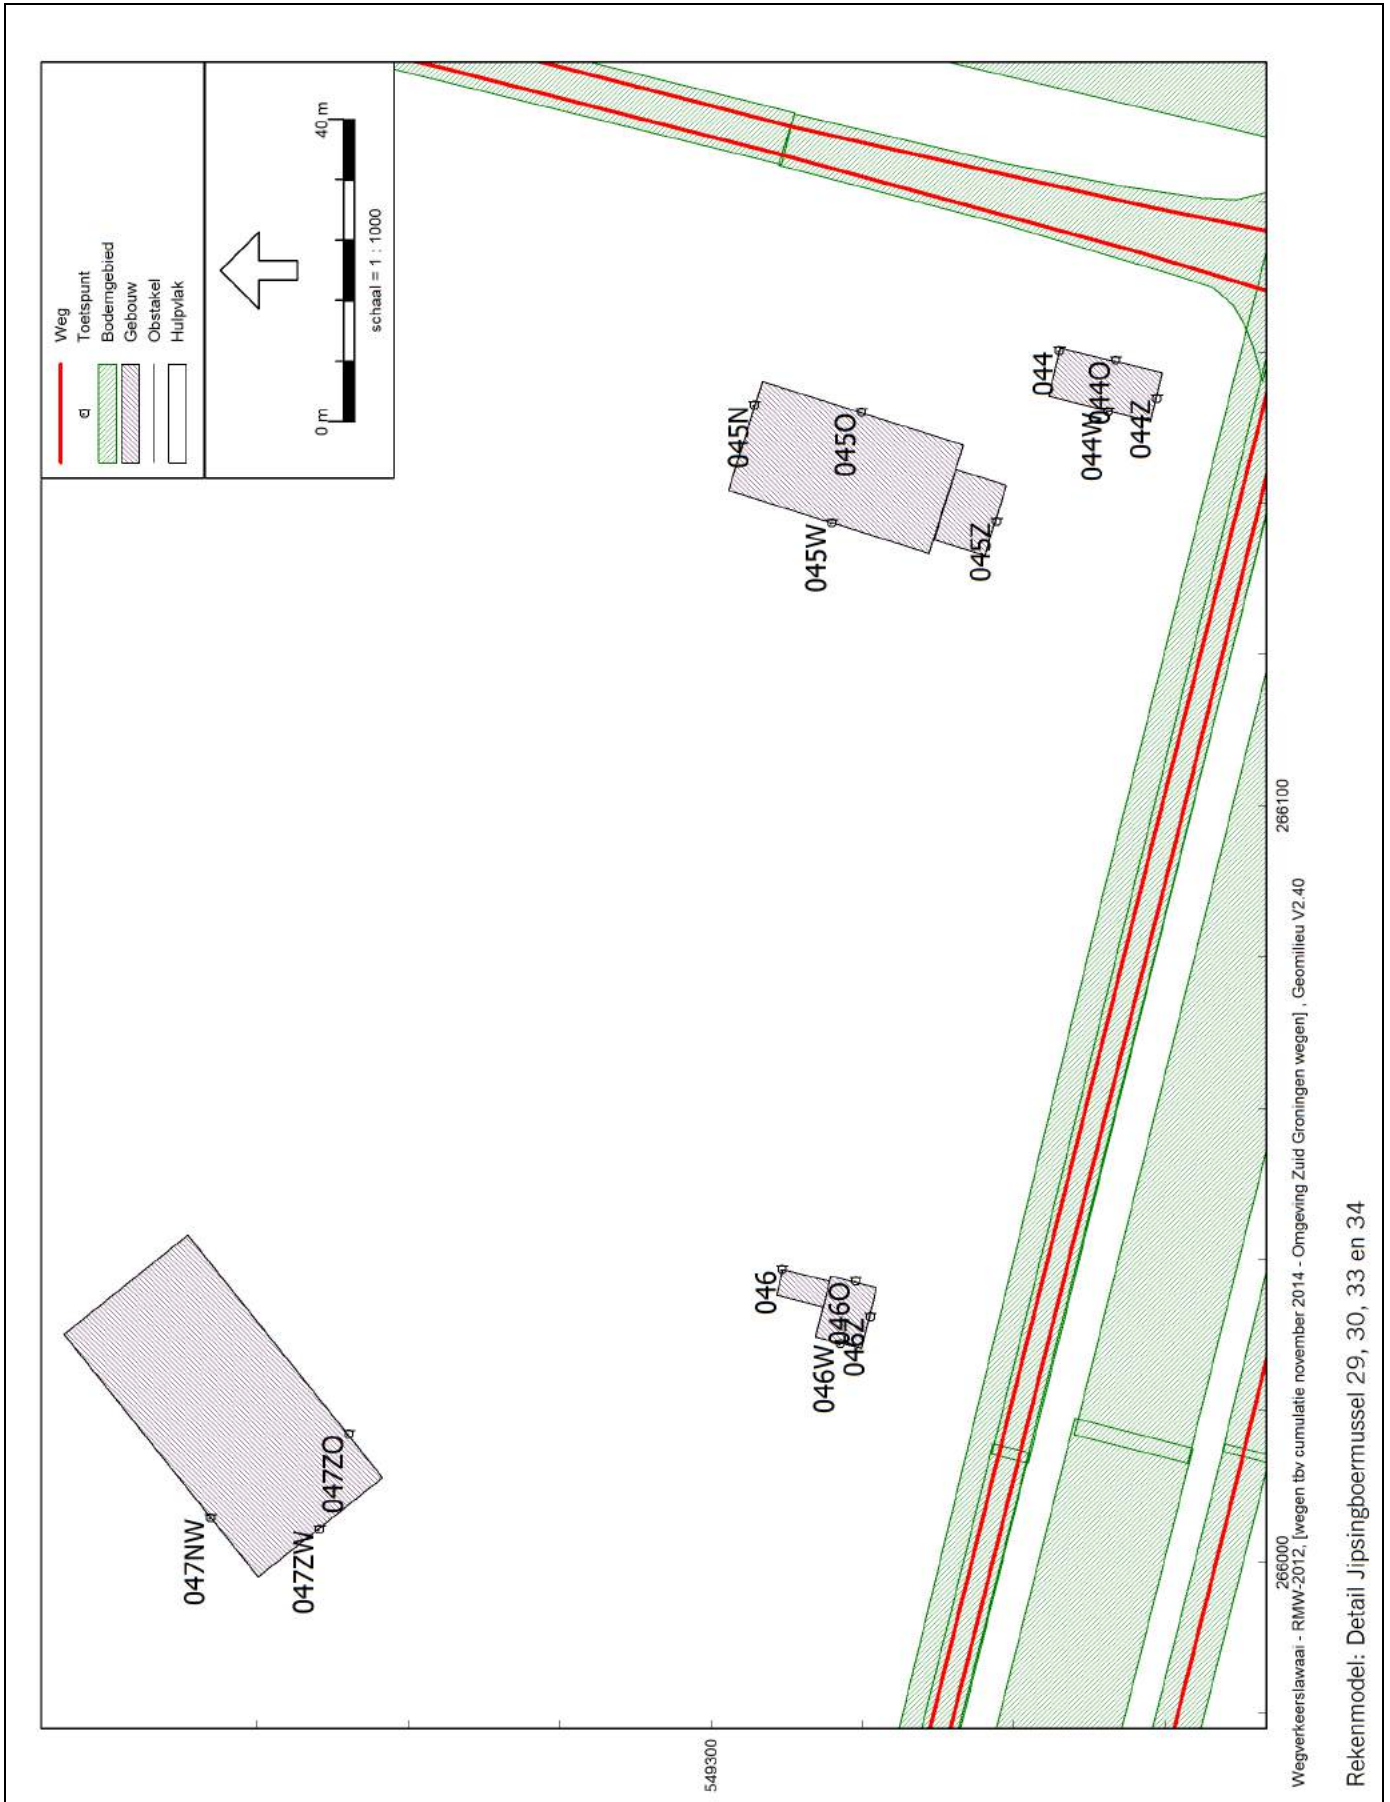 Weg
Toetspunt
Bodemgebied
Gebouw
Obstakel
Hulpvlak
0 m
40 m
schaal = 1 : 1000
047NW
047ZW
047ZO
046
046W
046O
046Z
045N
045W
045O
045Z
044
044W
044O
044Z
549300
266000
266100
Wegverkeerslawaai - RMW-2012, [wegen tbv cumulatie november 2014 - Omgeving Zuid Groningen wegen] , Geomilieu V2.40
Rekenmodel: Detail Jipsingboermussel 29, 30, 33 en 34